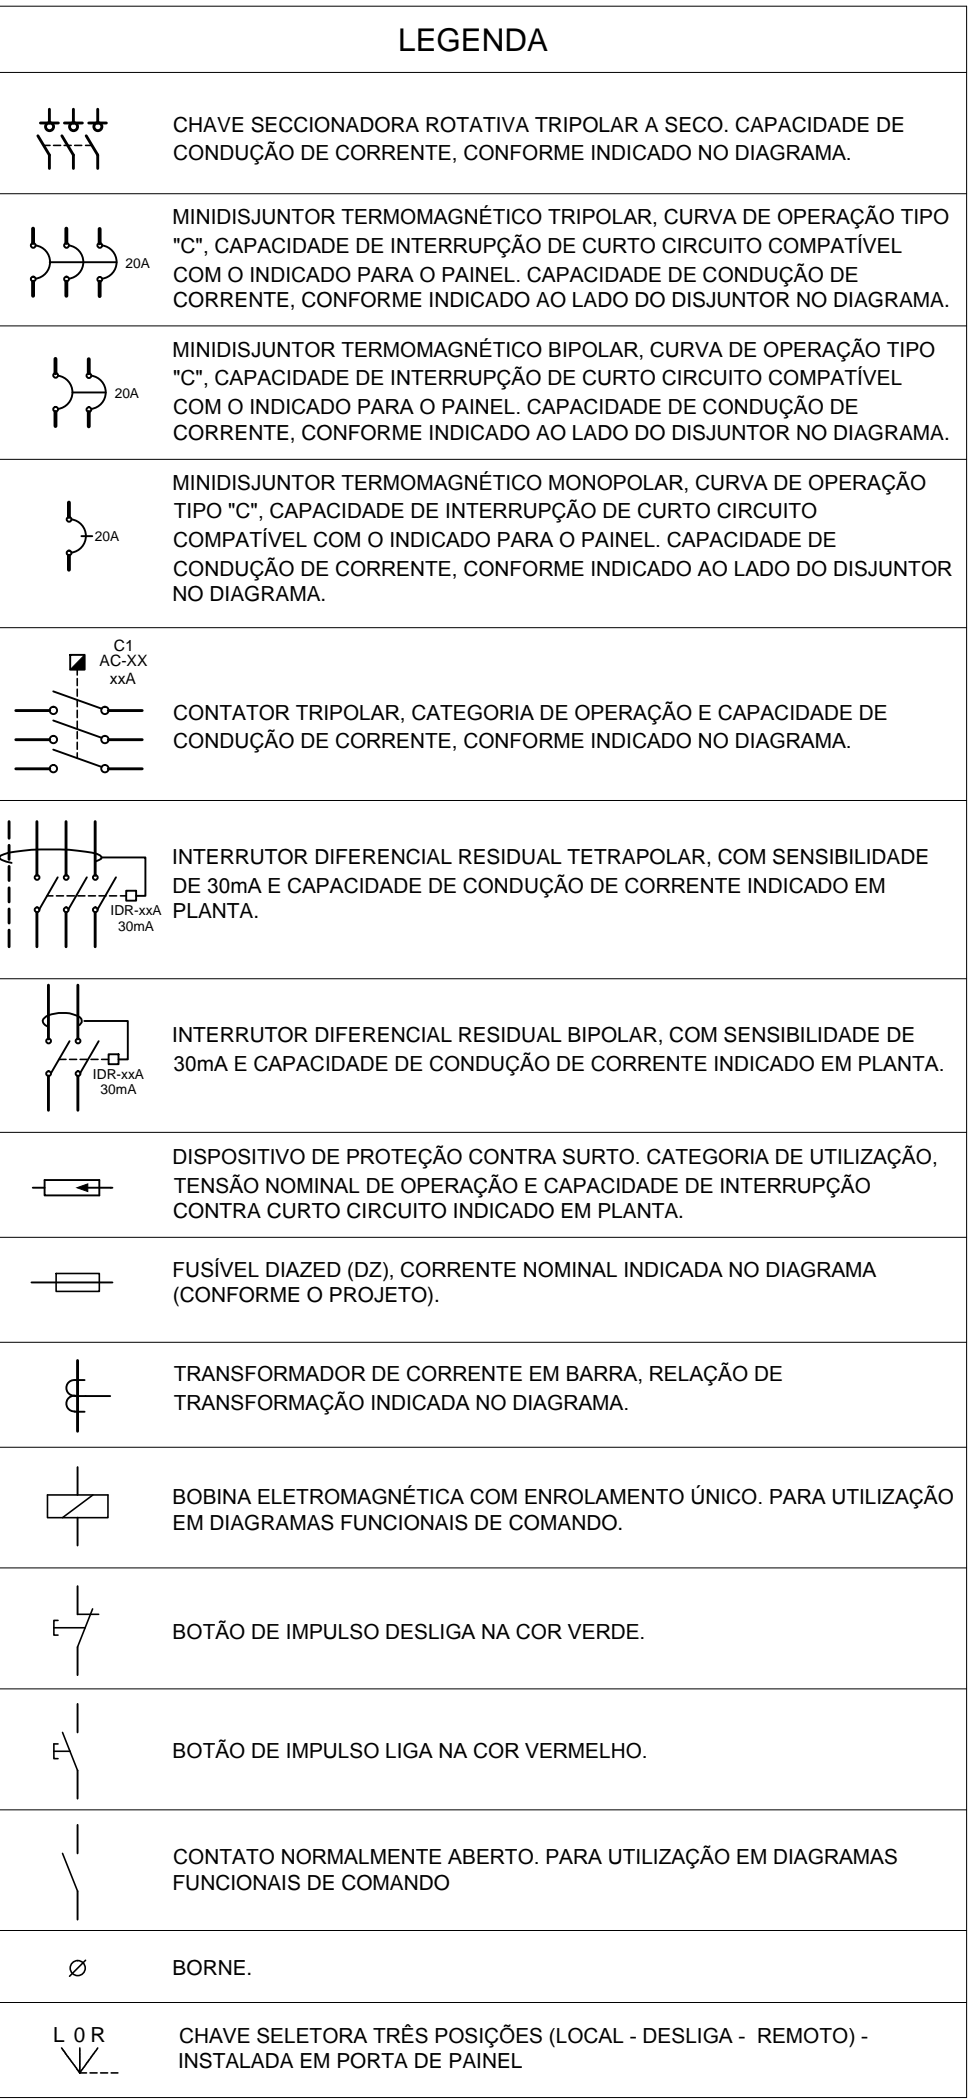 LEGENDA
CHAVE SECCIONADORA ROTATIVA TRIPOLAR A SECO. CAPACIDADE DE
CONDUÇÃO DE CORRENTE, CONFORME INDICADO NO DIAGRAMA.
20A
MINIDISJUNTOR TERMOMAGNÉTICO TRIPOLAR, CURVA DE OPERAÇÃO TIPO
"C", CAPACIDADE DE INTERRUPÇÃO DE CURTO CIRCUITO COMPATÍVEL
COM O INDICADO PARA O PAINEL. CAPACIDADE DE CONDUÇÃO DE
CORRENTE, CONFORME INDICADO AO LADO DO DISJUNTOR NO DIAGRAMA.
20A
MINIDISJUNTOR TERMOMAGNÉTICO BIPOLAR, CURVA DE OPERAÇÃO TIPO
"C", CAPACIDADE DE INTERRUPÇÃO DE CURTO CIRCUITO COMPATÍVEL
COM O INDICADO PARA O PAINEL. CAPACIDADE DE CONDUÇÃO DE
CORRENTE, CONFORME INDICADO AO LADO DO DISJUNTOR NO DIAGRAMA.
20A
MINIDISJUNTOR TERMOMAGNÉTICO MONOPOLAR, CURVA DE OPERAÇÃO
TIPO "C", CAPACIDADE DE INTERRUPÇÃO DE CURTO CIRCUITO
COMPATÍVEL COM O INDICADO PARA O PAINEL. CAPACIDADE DE
CONDUÇÃO DE CORRENTE, CONFORME INDICADO AO LADO DO DISJUNTOR
NO DIAGRAMA.
C1
AC-XX
xxA
CONTATOR TRIPOLAR, CATEGORIA DE OPERAÇÃO E CAPACIDADE DE
CONDUÇÃO DE CORRENTE, CONFORME INDICADO NO DIAGRAMA.
IDR-xxA
30mA
INTERRUTOR DIFERENCIAL RESIDUAL TETRAPOLAR, COM SENSIBILIDADE
DE 30mA E CAPACIDADE DE CONDUÇÃO DE CORRENTE INDICADO EM
PLANTA.
IDR-xxA
30mA
INTERRUTOR DIFERENCIAL RESIDUAL BIPOLAR, COM SENSIBILIDADE DE
30mA E CAPACIDADE DE CONDUÇÃO DE CORRENTE INDICADO EM PLANTA.
DISPOSITIVO DE PROTEÇÃO CONTRA SURTO. CATEGORIA DE UTILIZAÇÃO,
TENSÃO NOMINAL DE OPERAÇÃO E CAPACIDADE DE INTERRUPÇÃO
CONTRA CURTO CIRCUITO INDICADO EM PLANTA.
FUSÍVEL DIAZED (DZ), CORRENTE NOMINAL INDICADA NO DIAGRAMA
(CONFORME O PROJETO).
TRANSFORMADOR DE CORRENTE EM BARRA, RELAÇÃO DE
TRANSFORMAÇÃO INDICADA NO DIAGRAMA.
BOBINA ELETROMAGNÉTICA COM ENROLAMENTO ÚNICO. PARA UTILIZAÇÃO
EM DIAGRAMAS FUNCIONAIS DE COMANDO.
BOTÃO DE IMPULSO DESLIGA NA COR VERDE.
BOTÃO DE IMPULSO LIGA NA COR VERMELHO.
CONTATO NORMALMENTE ABERTO. PARA UTILIZAÇÃO EM DIAGRAMAS
FUNCIONAIS DE COMANDO
BORNE.
L 0 R
CHAVE SELETORA TRÊS POSIÇÕES (LOCAL - DESLIGA - REMOTO) -
INSTALADA EM PORTA DE PAINEL